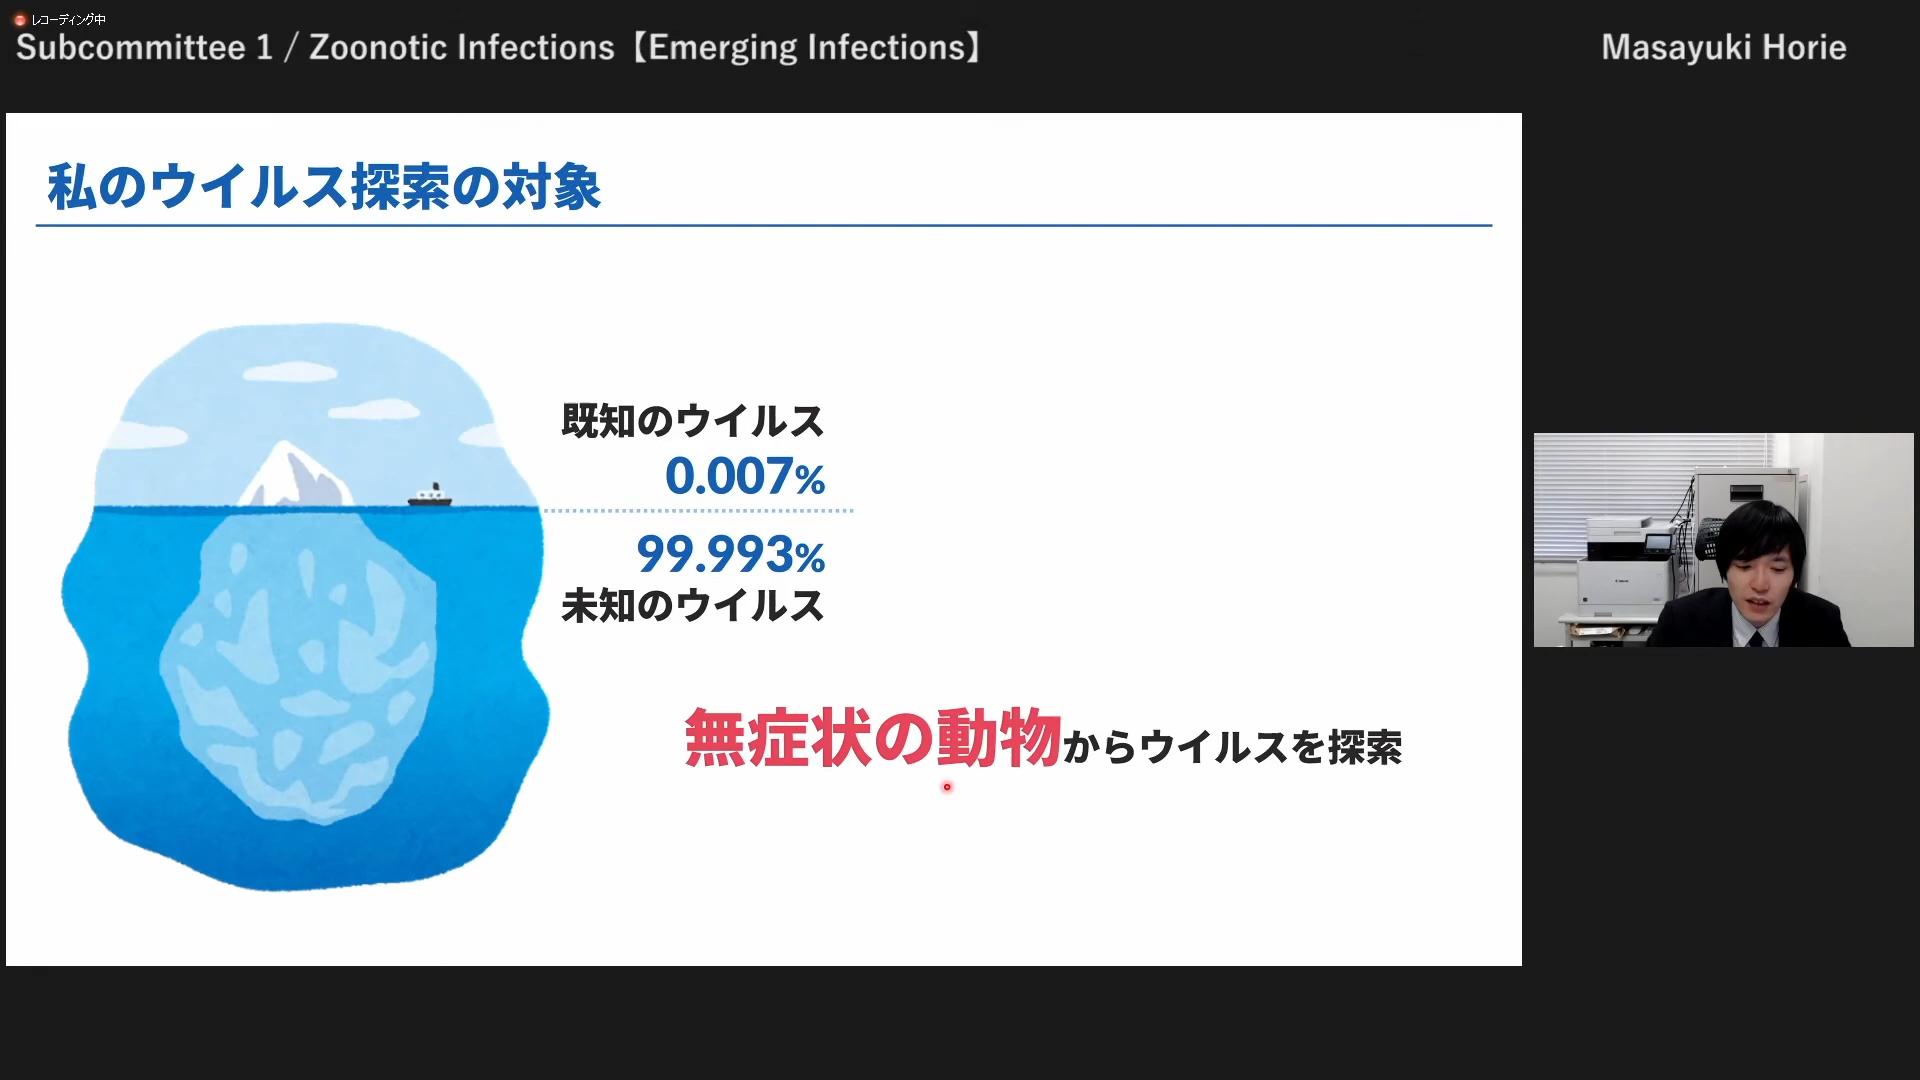 レコーディング中
Subcommittee 1 / Zoonotic Infections【Emerging Infections】
Masayuki Horie
私のウイルス探索の対象
既知のウイルス
0.007%
99.993%
未知のウイルス
無症状の動物からウイルスを探索